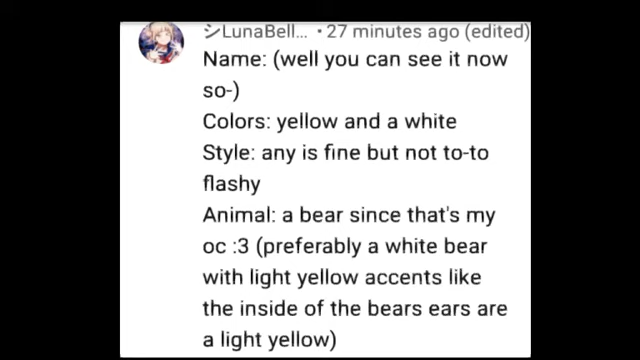 シLunaBell... • 27 minutes ago (edited)
Name: (well you can see it now
so-)
Colors: yellow and a white
Style: any is fine but not to-to
flashy
Animal: a bear since that's my
oc :3 (preferably a white bear
with light yellow accents like
the inside of the bears ears are
a light yellow)